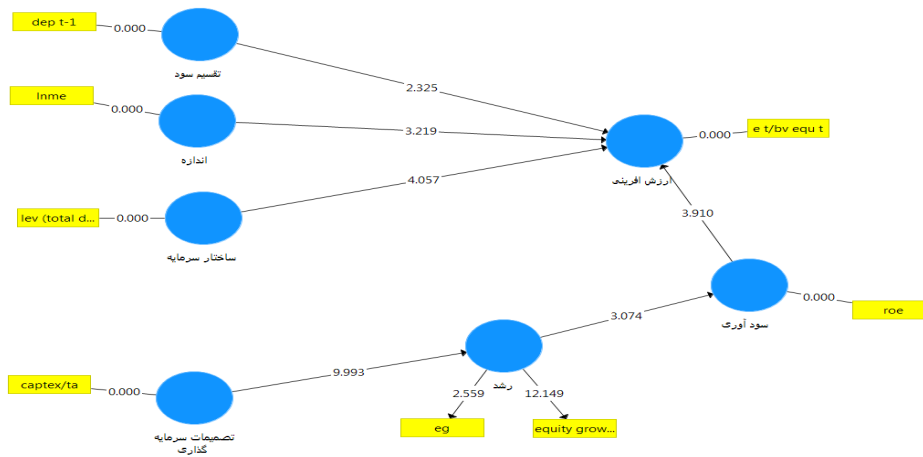 dep t-1
0.000
تقسیم سود
2.325
lnme
0.000
اندازه
3.219
e t/bv equ t
0.000
ارزش افرینی
lev (total d...
0.000
ساختار سرمایه
4.057
3.910
roe
0.000
سود آوری
3.074
captex/ta
0.000
تصمیمات سرمایه
گذاری
9.993
رشد
2.559
12.149
eg
equity grow...